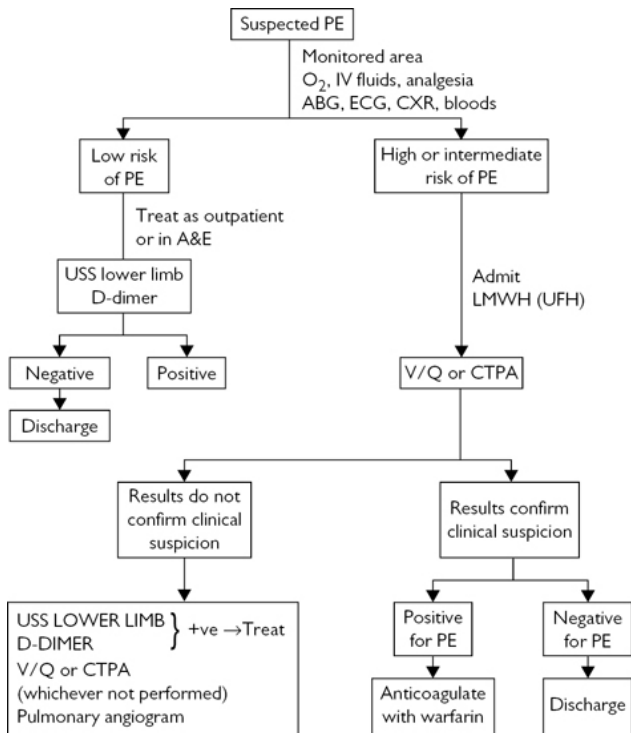 Suspected PE
Monitored area
O₂, IV fluids, analgesia
ABG, ECG, CXR, bloods
Low risk
of PE
High or intermediate
risk of PE
Treat as outpatient
or in A&E
USS lower limb
D-dimer
Admit
LMWH (UFH)
Negative
Positive
V/Q or CTPA
Discharge
Results do not
confirm clinical
suspicion
Results confirm
clinical suspicion
USS LOWER LIMB
D-DIMER
} +ve →Treat
V/Q or CTPA
(whichever not performed)
Pulmonary angiogram
Positive
for PE
Negative
for PE
Anticoagulate
with warfarin
Discharge